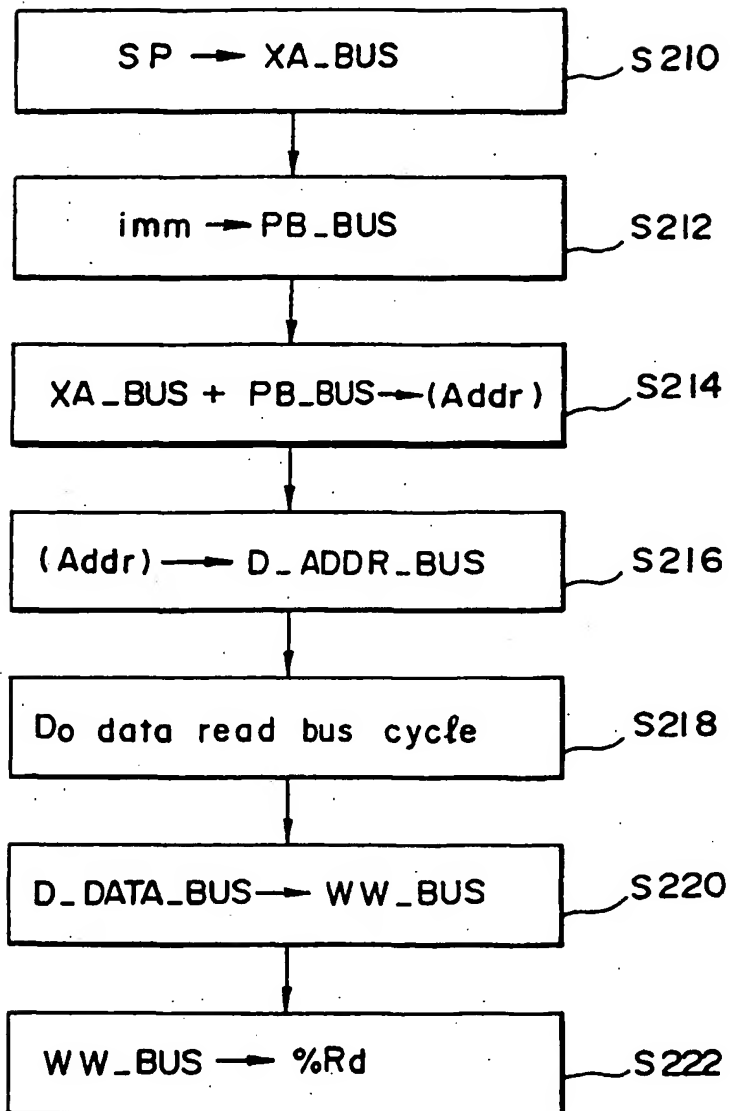 SP → XA_BUS S210
imm → PB_BUS S212
XA_BUS + PB_BUS → (Addr) S214
(Addr) → D_ADDR_BUS S216
Do data read bus cycle S218
D_DATA_BUS → WW_BUS S220
WW_BUS → %Rd S222